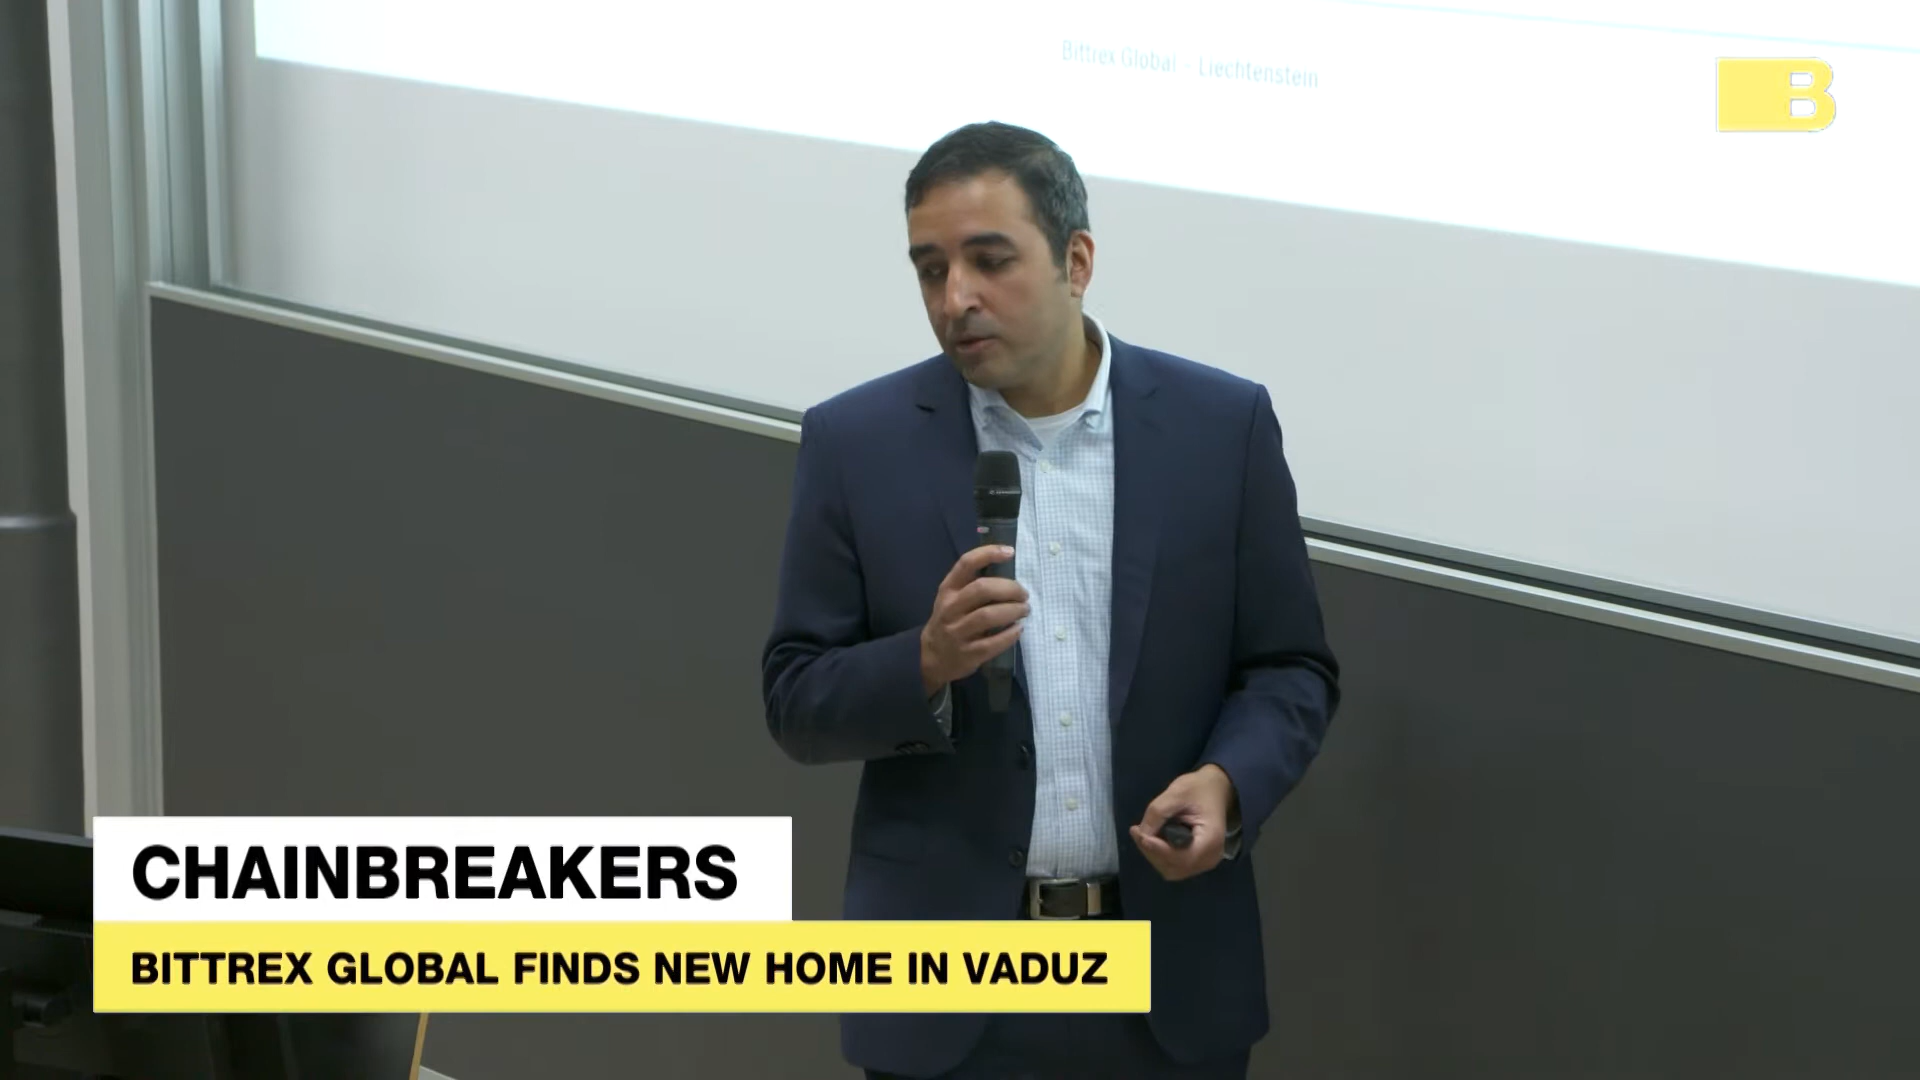 Bittrex Global - Liechtenstein
B
CHAINBREAKERS
BITTREX GLOBAL FINDS NEW HOME IN VADUZ